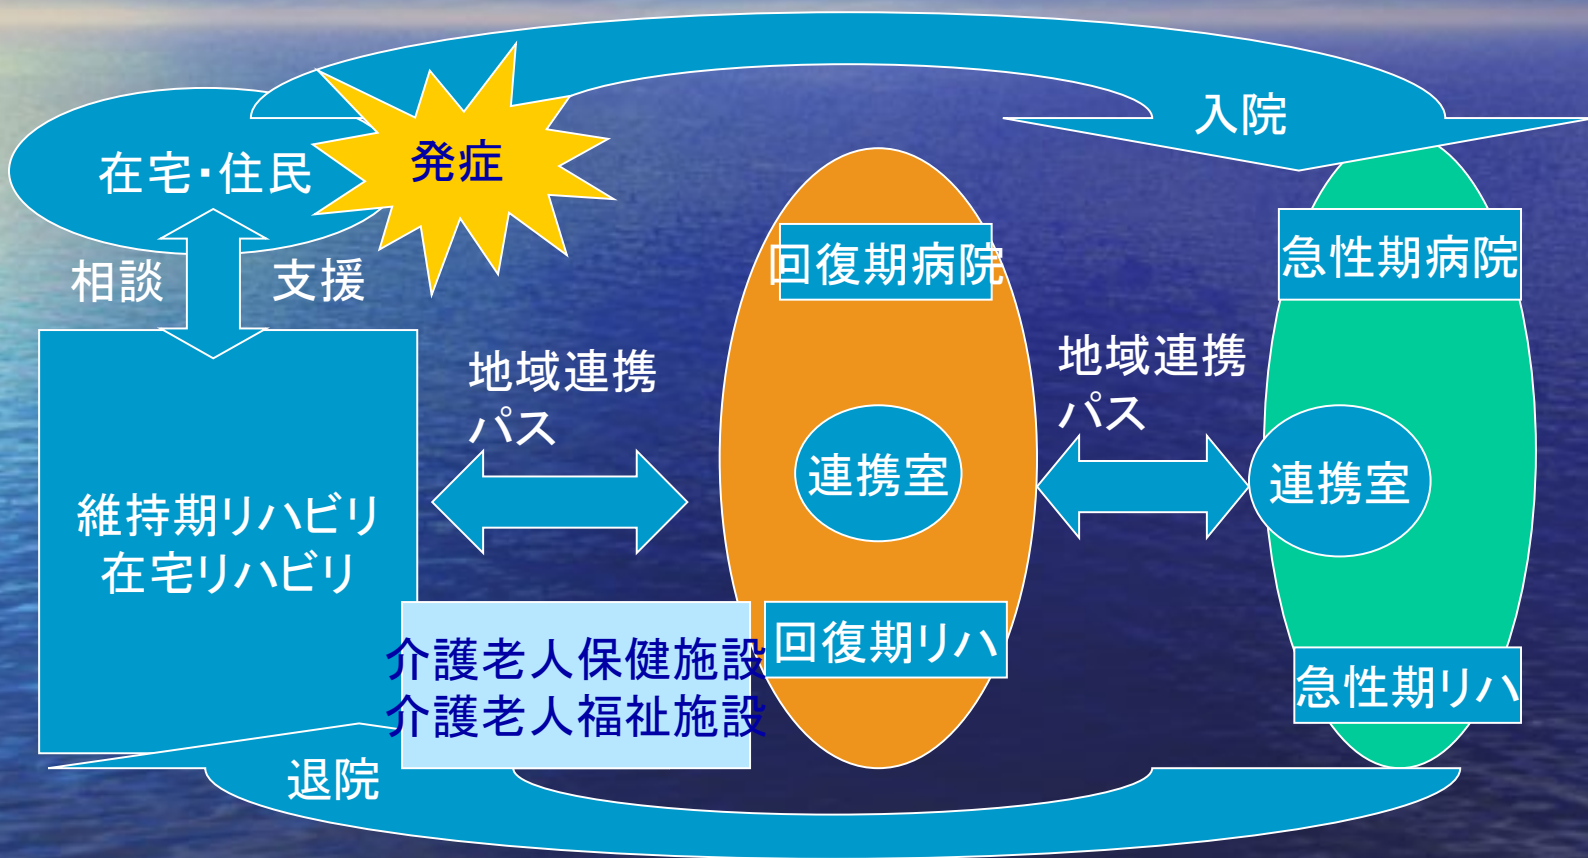 入院
発症
在宅・住民
相談
支援
回復期病院
急性期病院
地域連携
パス
地域連携
パス
連携室
連携室
維持期リハビリ
在宅リハビリ
介護老人保健施設
介護老人福祉施設
回復期リハ
急性期リハ
退院